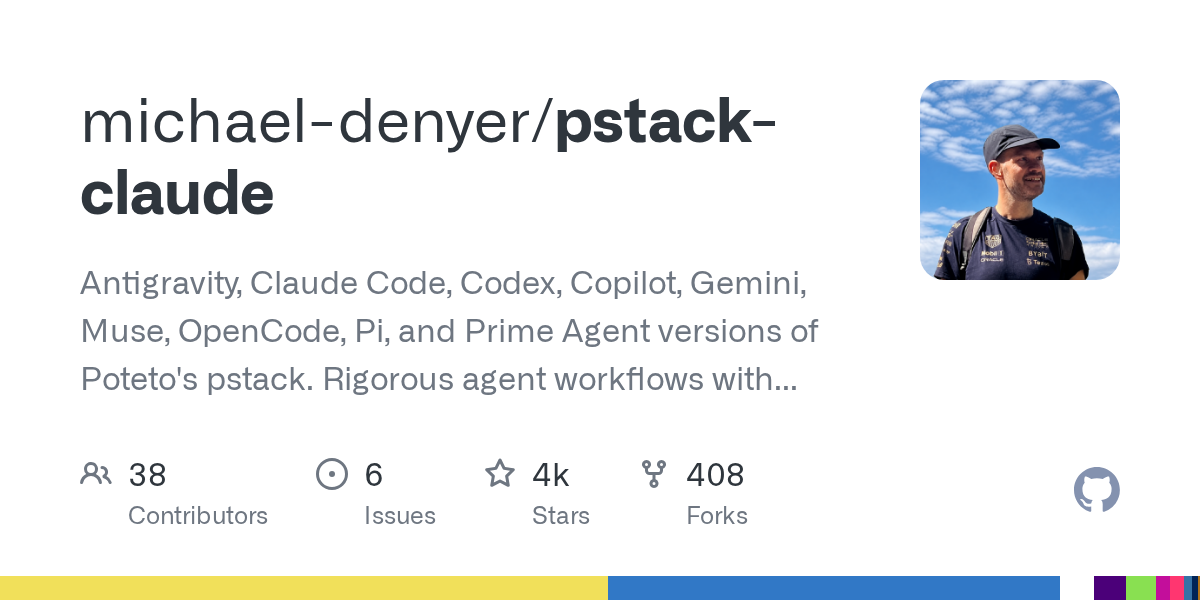 michael-denyer/pstack-
claude
Antigravity, Claude Code, Codex, Copilot, Gemini,
Muse, OpenCode, Pi, and Prime Agent versions of
Poteto's pstack. Rigorous agent workflows with...
38 6 4k 408
Contributors Issues Stars Forks